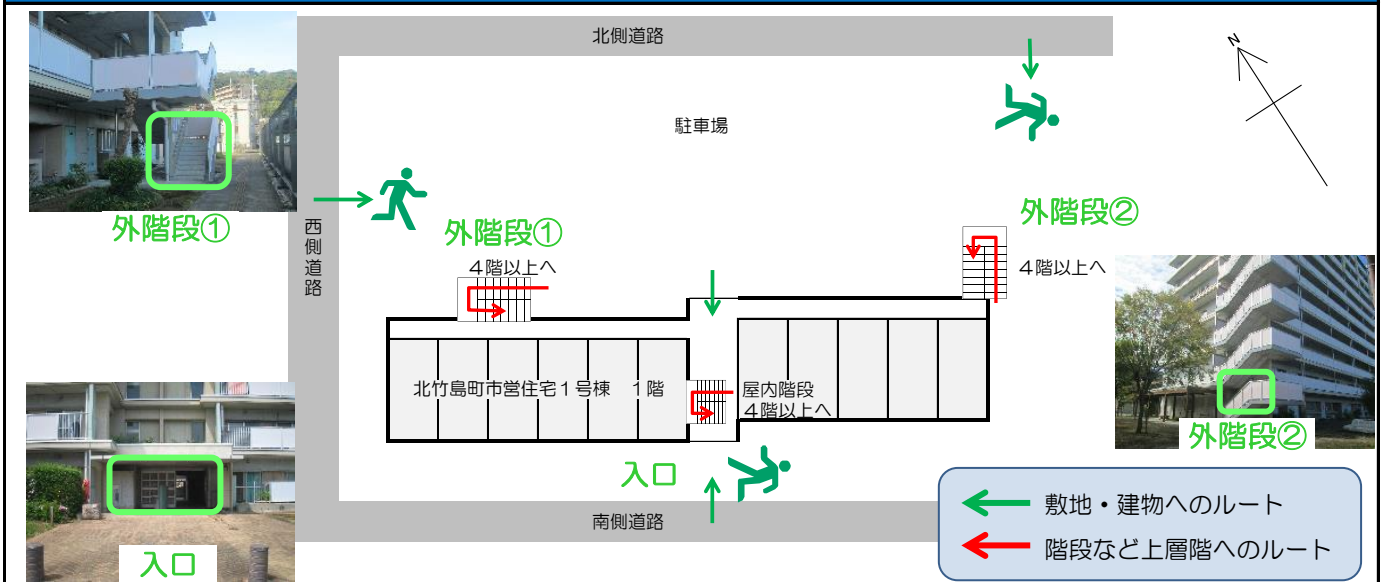 北側道路
N
駐車場
外階段①
西側道路
外階段①
4階以上へ
外階段②
4階以上へ
北竹島町市営住宅1号棟 1階
屋内階段
4階以上へ
外階段②
入口
入口
南側道路
敷地・建物へのルート
階段など上層階へのルート